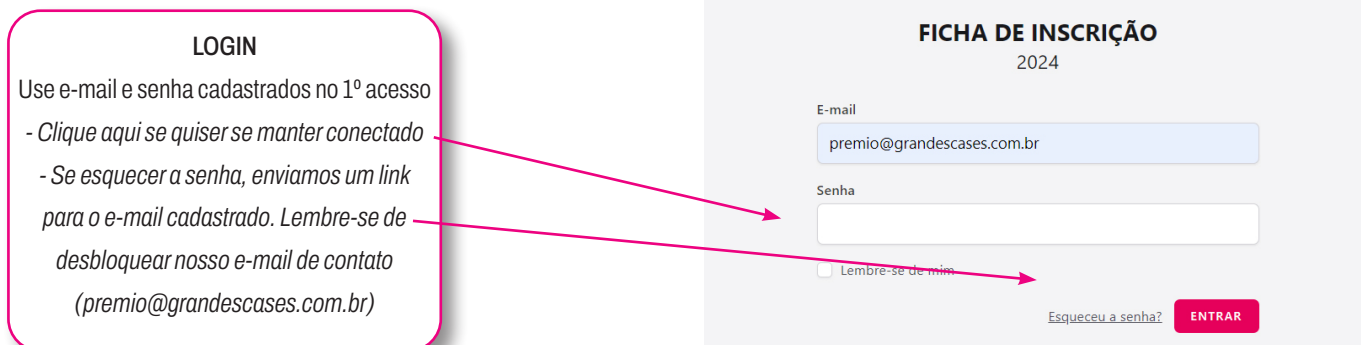 LOGIN
Use e-mail e senha cadastrados no 1º acesso
- Clique aqui se quiser se manter conectado
- Se esquecer a senha, enviamos um link
para o e-mail cadastrado. Lembre-se de
desbloquear nosso e-mail de contato
(premio@grandescases.com.br)
FICHA DE INSCRIÇÃO
2024
E-mail
premio@grandescases.com.br
Senha
Lembre-se de mim
Esqueceu a senha? ENTRAR